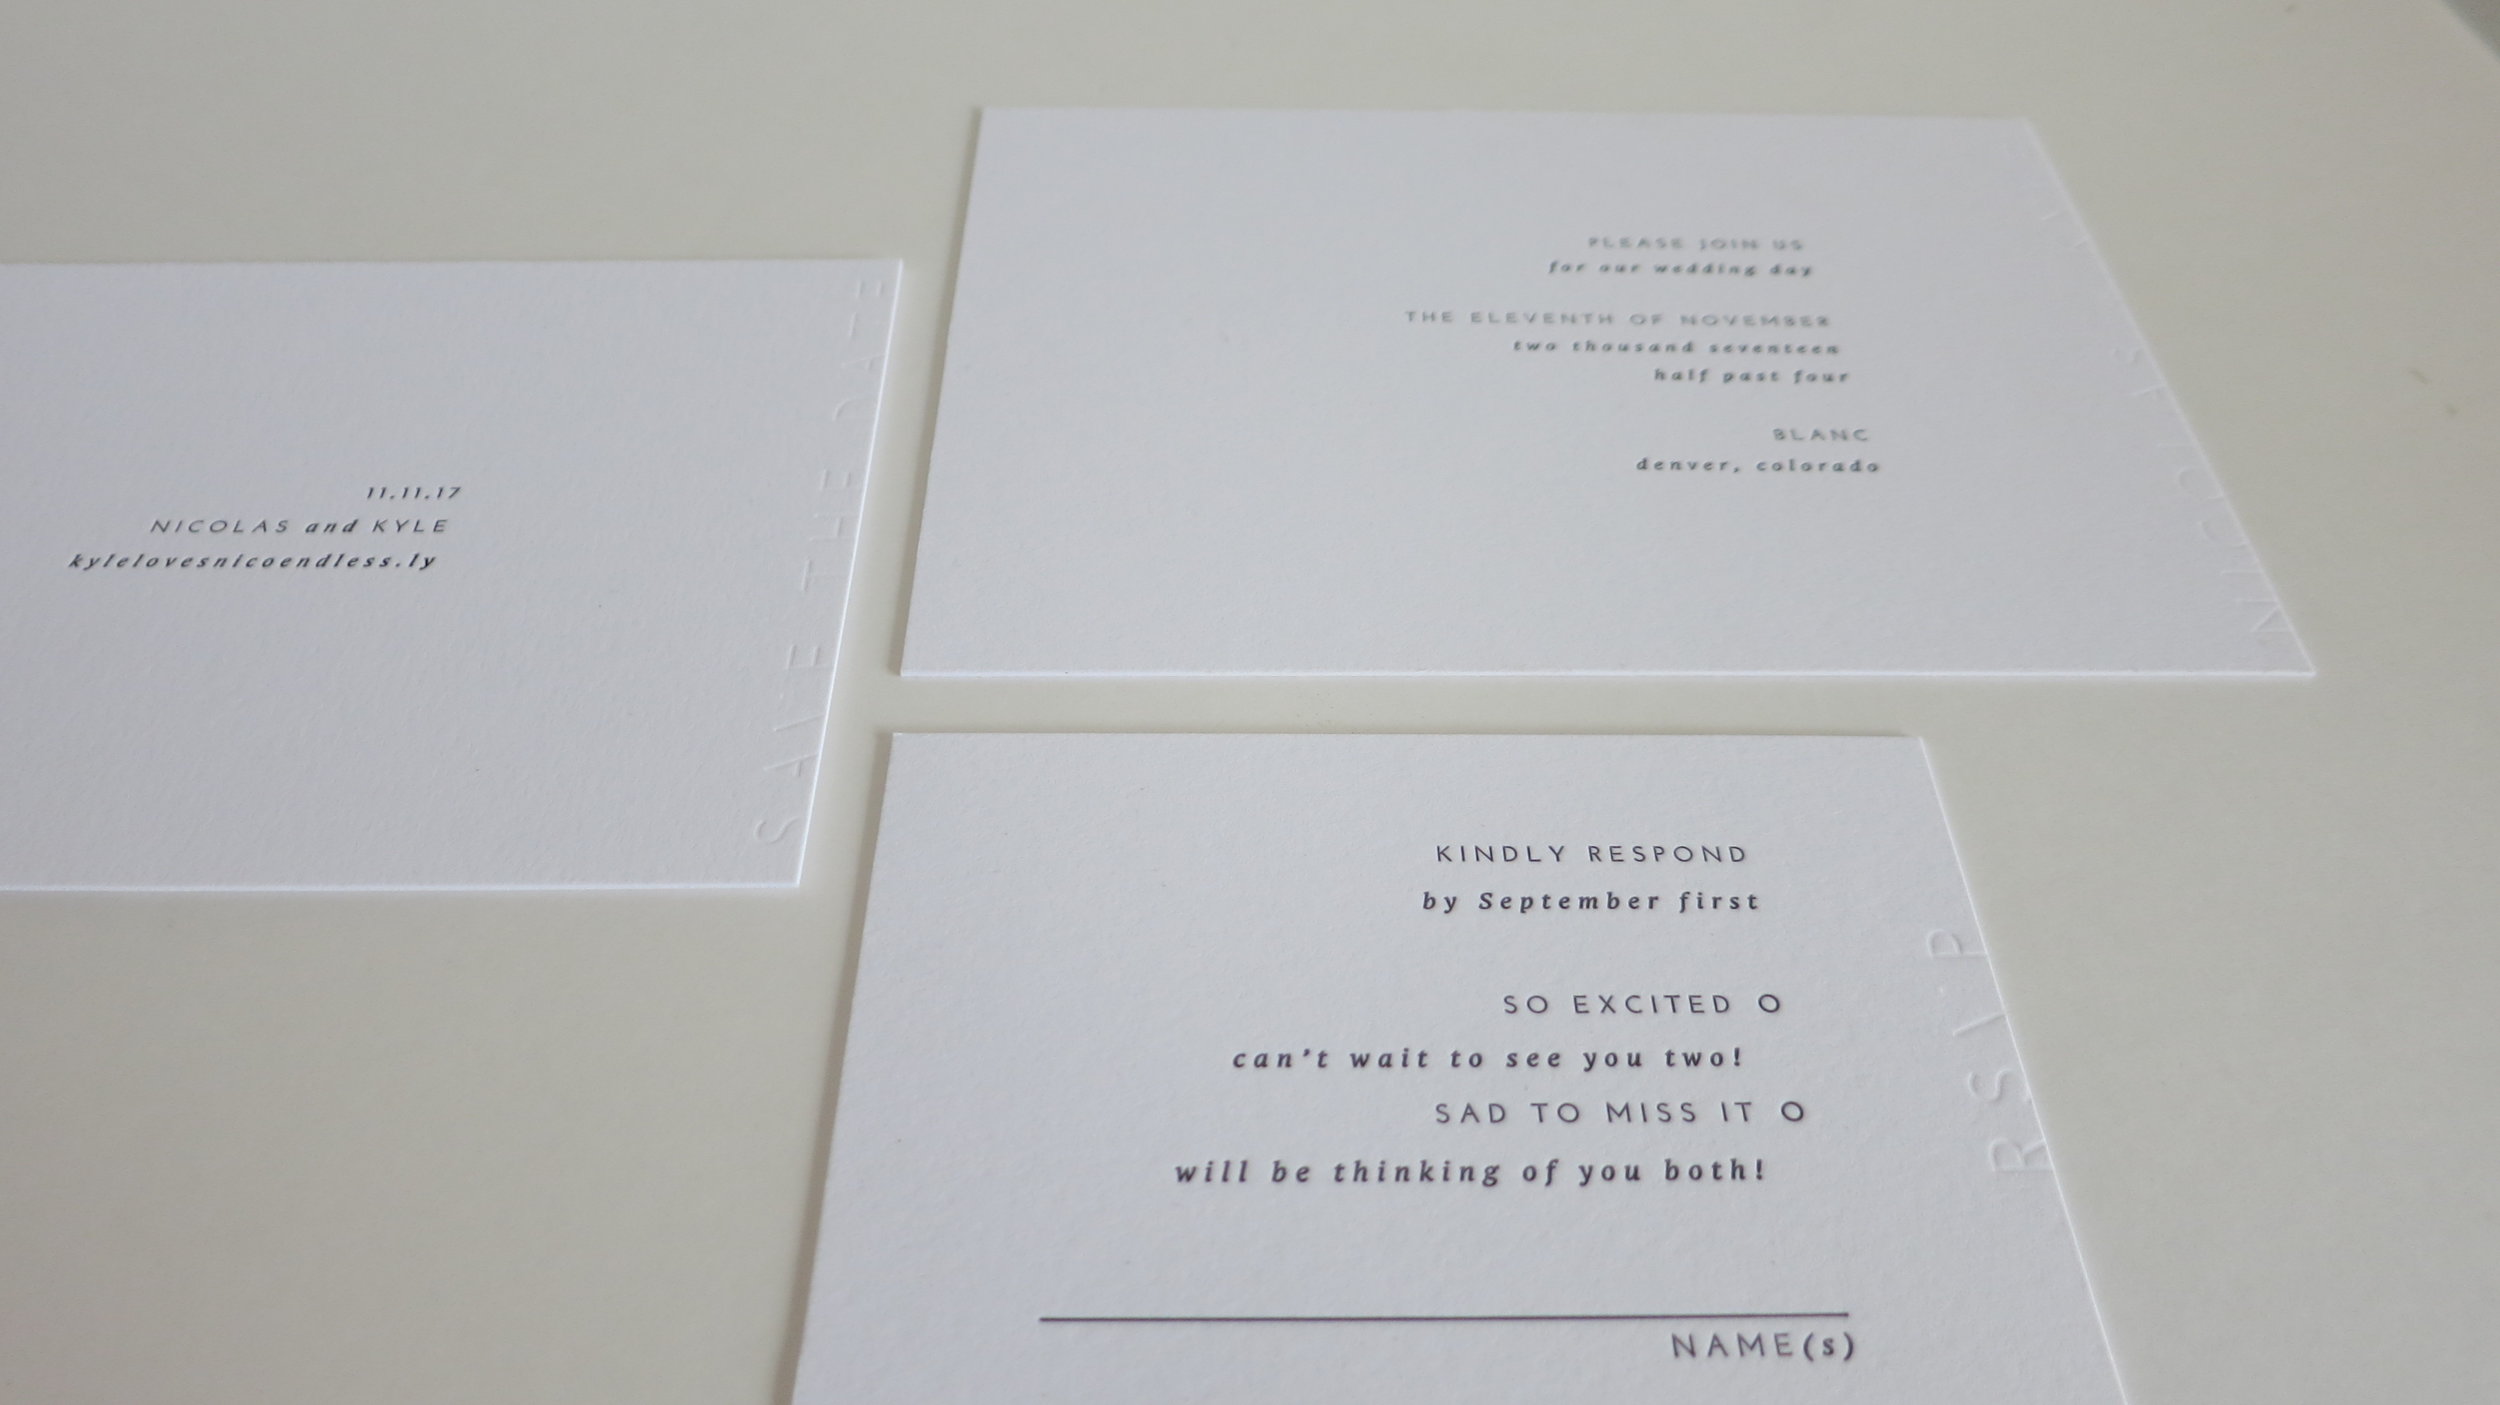 11.11.17
NICOLAS and KYLE
kylelovesnicoendless.ly
SAVE THE DATE
PLEASE JOIN US
for our wedding day
THE ELEVENTH OF NOVEMBER
two thousand seventeen
half past four
BLANC
denver, colorado
NICOLAS
KINDLY RESPOND
by September first
SO EXCITED O
can't wait to see you two!
SAD TO MISS IT O
will be thinking of you both!
NAME(s)
RSVP